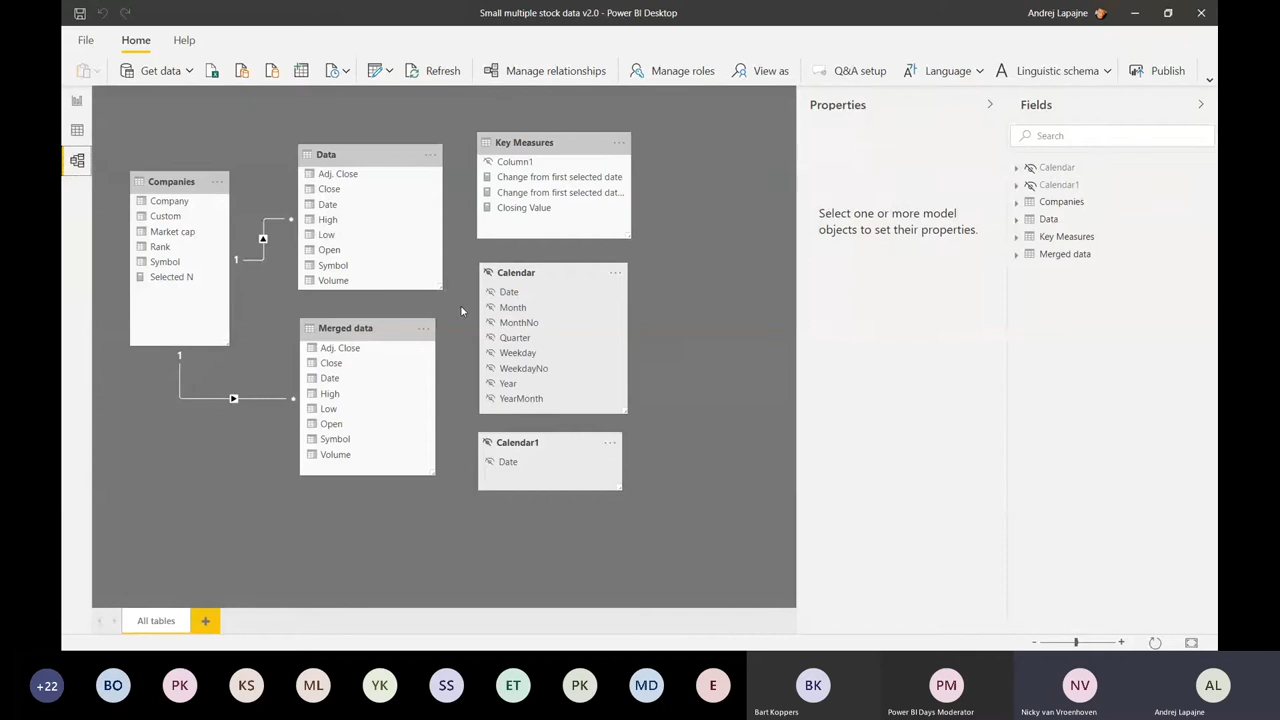 Small multiple stock data v2.0 - Power BI Desktop
Andrej Lapajne
File
Home
Help
Get data
Refresh
Manage relationships
Manage roles
View as
Q&A setup
Language
Linguistic schema
Publish
Companies
Company
Custom
Market cap
Rank
Symbol
Selected N
1
1
Data
Adj. Close
Close
Date
High
Low
Open
Symbol
Volume
Merged data
Adj. Close
Close
Date
High
Low
Open
Symbol
Volume
Key Measures
Column1
Change from first selected date
Change from first selected dat...
Closing Value
Calendar
Date
Month
MonthNo
Quarter
Weekday
WeekdayNo
Year
YearMonth
Calendar1
Date
Properties
Select one or more model
objects to set their properties.
Fields
Search
Calendar
Calendar1
Companies
Data
Key Measures
Merged data
All tables
+22
BO
PK
KS
ML
YK
SS
ET
PK
MD
E
BK
Bart Koppers
PM
Power BI Days Moderator
NV
Nicky van Vroenhoven
AL
Andrej Lapajne